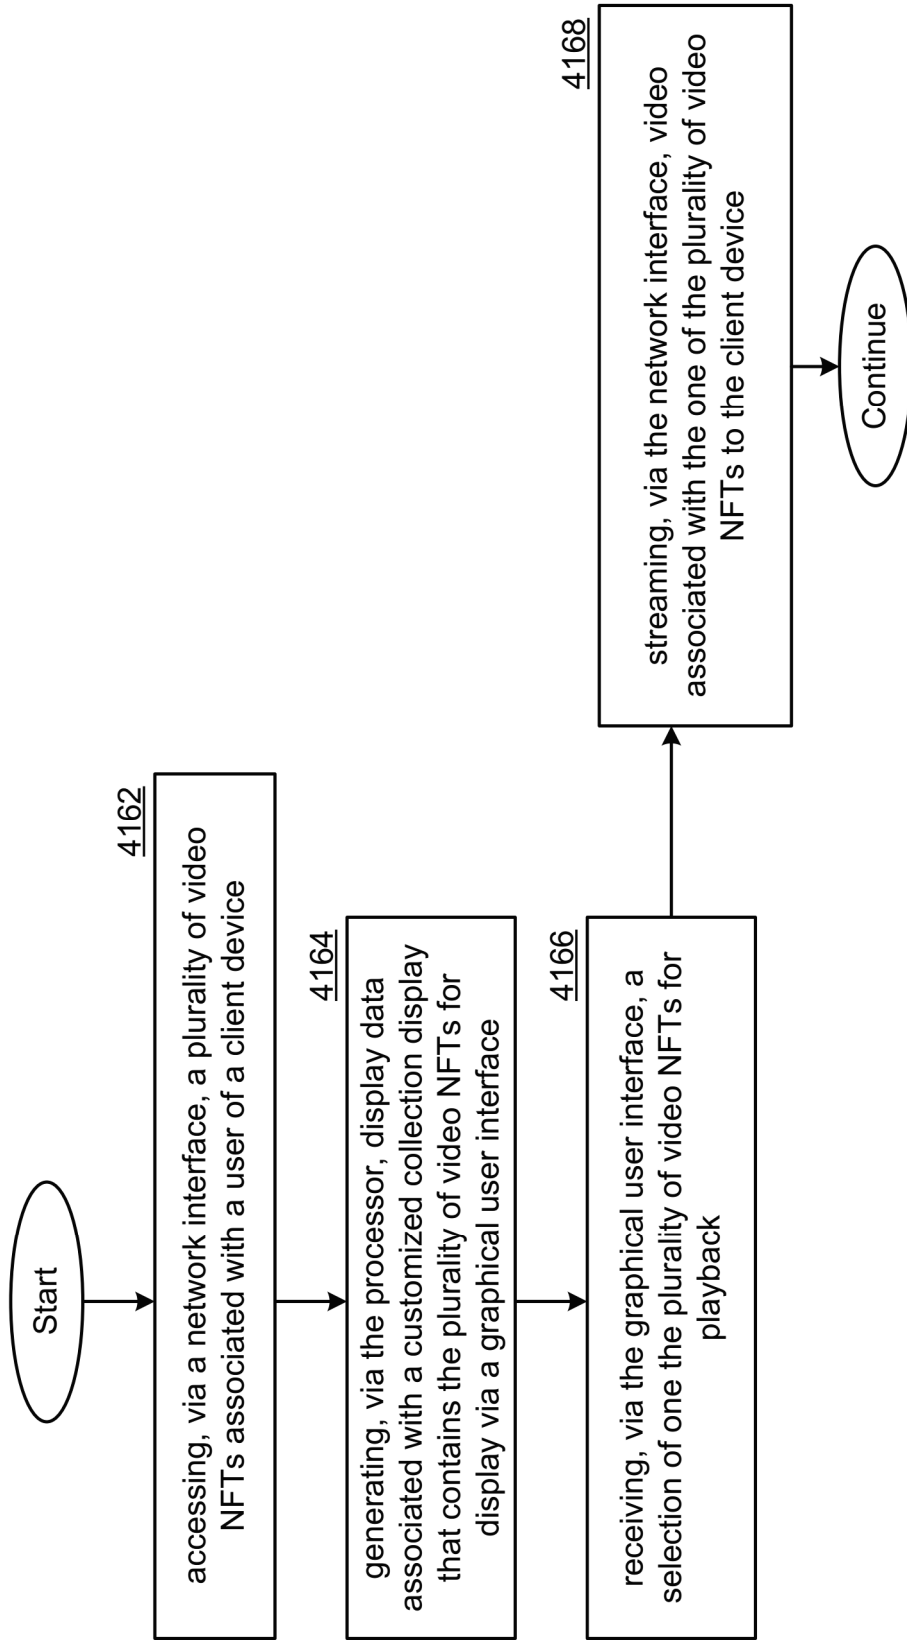 Start
4162
accessing, via a network interface, a plurality of video
NFTs associated with a user of a client device
4164
generating, via the processor, display data
associated with a customized collection display
that contains the plurality of video NFTs for
display via a graphical user interface
4166
receiving, via the graphical user interface, a
selection of one the plurality of video NFTs for
playback
4168
streaming, via the network interface, video
associated with the one of the plurality of video
NFTs to the client device
Continue